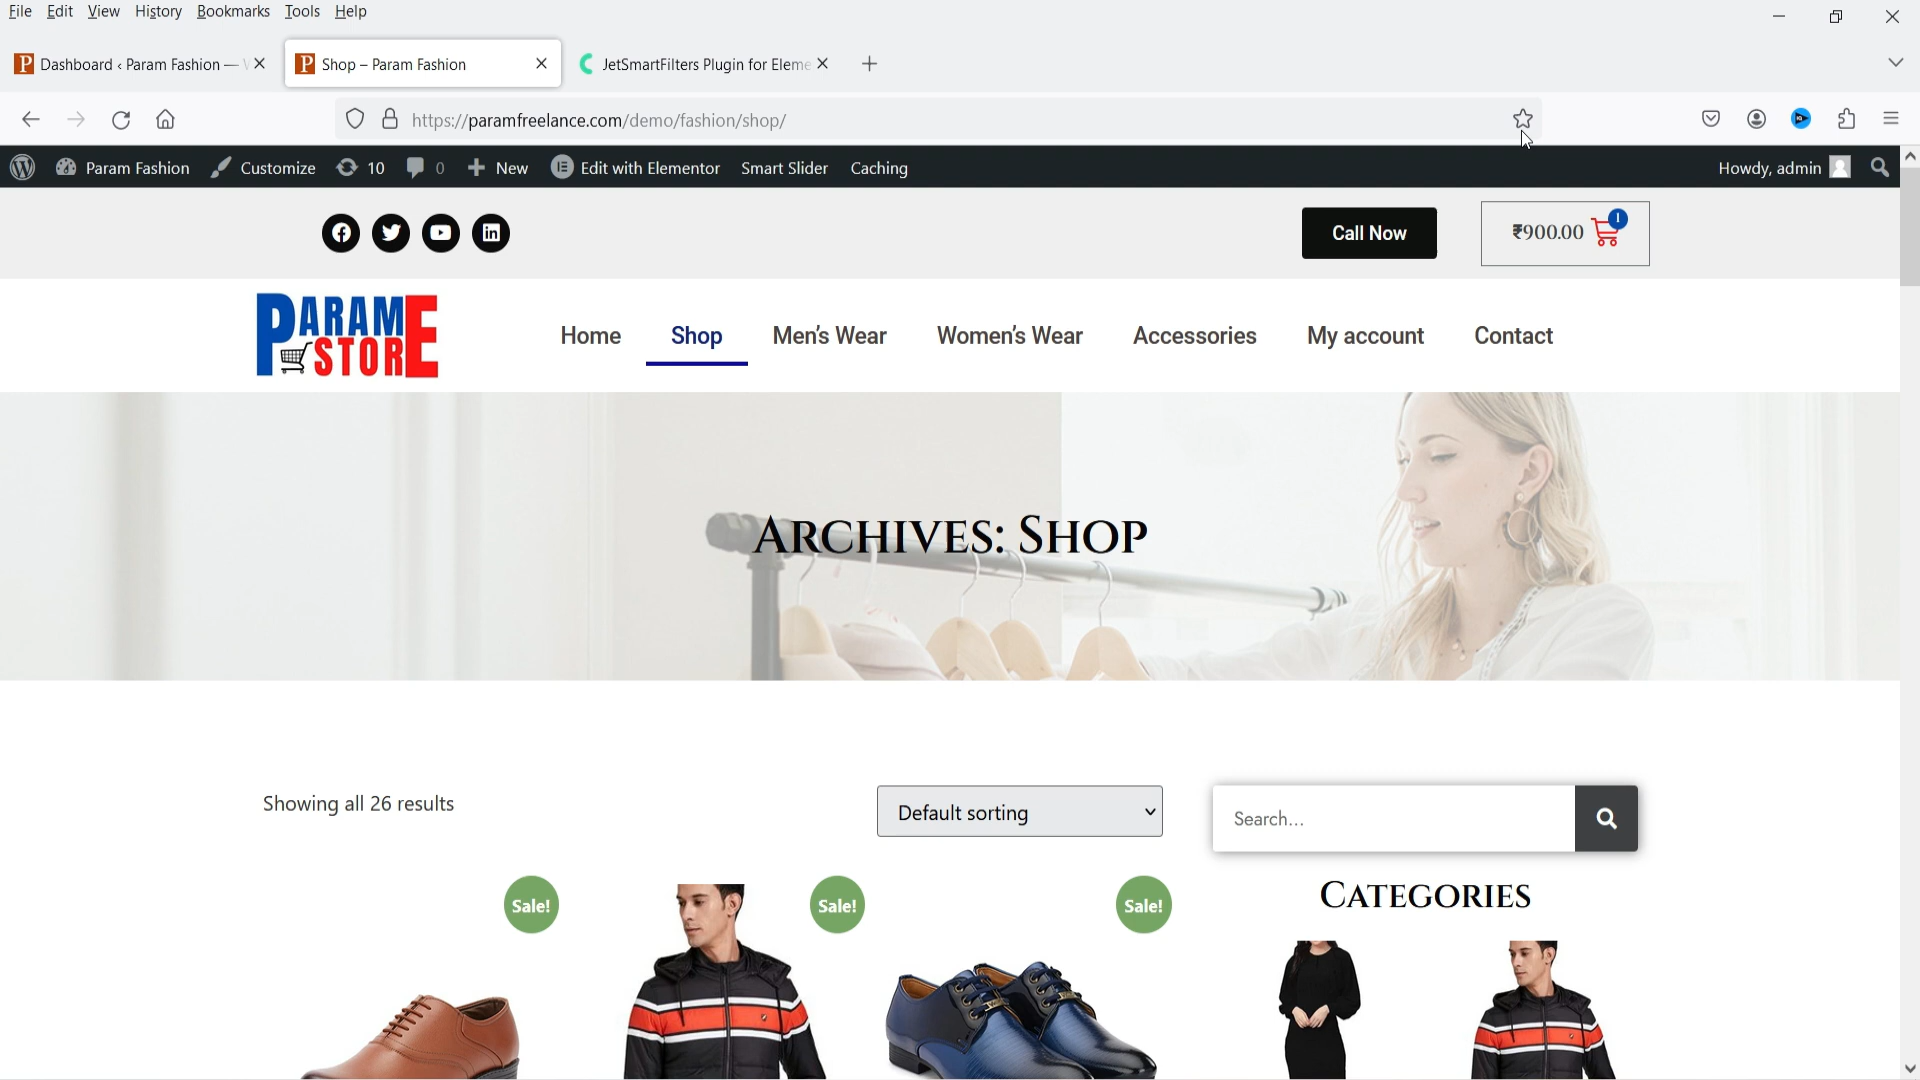 File Edit View History Bookmarks Tools Help
Dashboard ‹ Param Fashion —
Shop – Param Fashion
JetSmartFilters Plugin for Eleme
https://paramfreelance.com/demo/fashion/shop/
Param Fashion Customize 10 0 New Edit with Elementor Smart Slider Caching Howdy, admin
Call Now
₹900.00 1
PARAM E STORE
Home Shop Men’s Wear Women’s Wear Accessories My account Contact
Archives: Shop
Showing all 26 results
Default sorting
Search...
Sale! Sale! Sale!
Categories